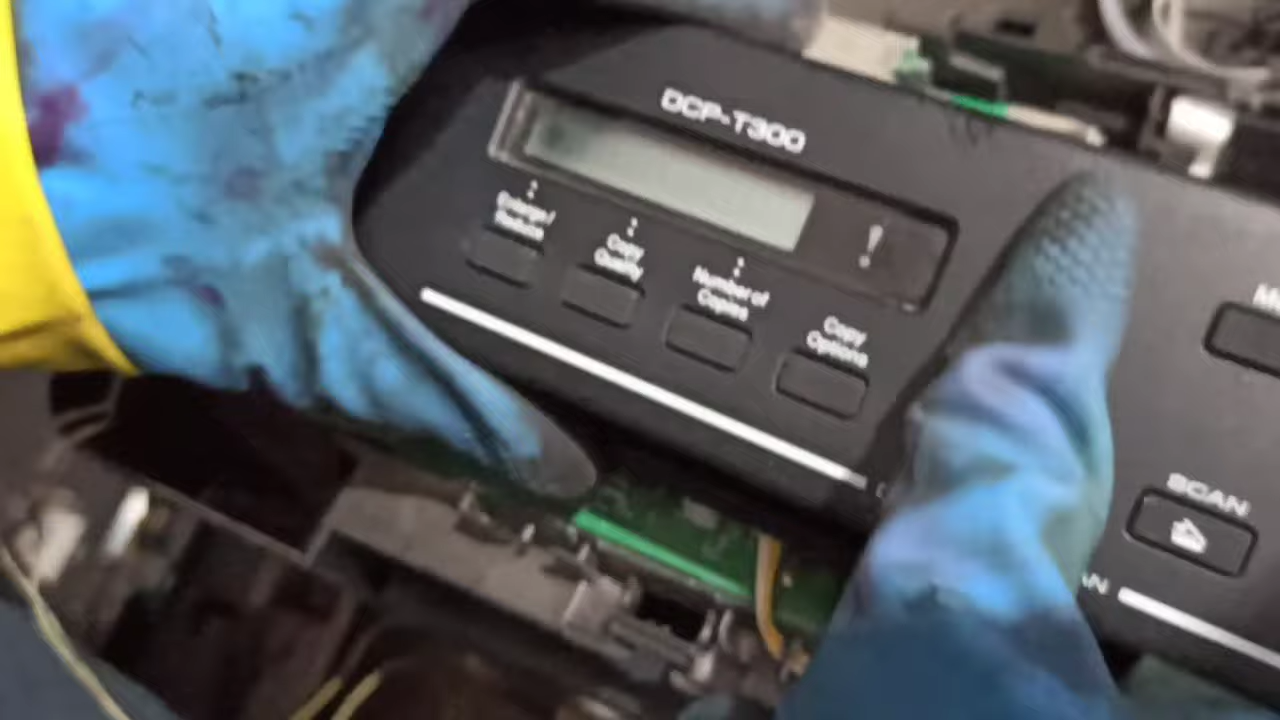 DCP-T300
!
Enlarge/
Reduce
Copy
Quality
Number of
Copies
Copy
Options
SCAN